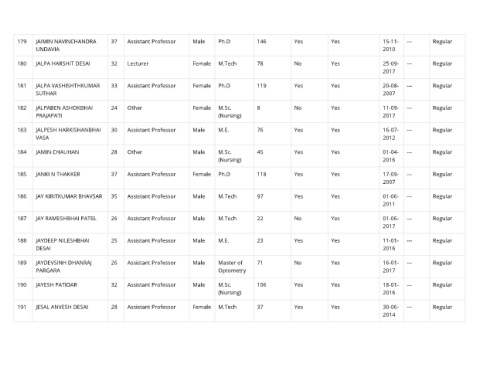 179 JAIMIN NAVINCHANDRA 37 Assistant Professor Male Ph.D 146 Yes Yes 15-11- --- Regular
UNDAVIA 2010
180 JALPA HARSHIT DESAI 32 Lecturer Female M.Tech 78 No Yes 25-09- --- Regular
2017
181 JALPA VASHISHTHKUMAR 33 Assistant Professor Female Ph.D 119 Yes Yes 20-08- --- Regular
SUTHAR 2007
182 JALPABEN ASHOKBHAI 24 Other Female M.Sc. 8 No Yes 11-09- --- Regular
PRAJAPATI (Nursing) 2017
183 JALPESH HARKISHANBHAI 30 Assistant Professor Male M.E. 76 Yes Yes 16-07- --- Regular
VASA 2012
184 JAMIN CHAUHAN 28 Other Male M.Sc. 45 Yes Yes 01-04- --- Regular
(Nursing) 2016
185 JANKI N THAKKER 37 Assistant Professor Female Ph.D 118 Yes Yes 17-09- --- Regular
2007
186 JAY KIRITKUMAR BHAVSAR 35 Assistant Professor Male M.Tech 97 Yes Yes 01-06- --- Regular
2011
187 JAY RAMESHBHAI PATEL 26 Assistant Professor Male M.Tech 22 No Yes 01-06- --- Regular
2017
188 JAYDEEP NILESHBHAI 25 Assistant Professor Male M.E. 23 Yes Yes 11-01- --- Regular
DESAI 2016
189 JAYDEVSINH DHANRAJ 26 Assistant Professor Male Master of 71 No Yes 16-01- --- Regular
PARGARA Optometry 2017
190 JAYESH PATIDAR 32 Assistant Professor Male M.Sc. 106 Yes Yes 18-01- --- Regular
(Nursing) 2016
191 JESAL ANVESH DESAI 28 Assistant Professor Female M.Tech 37 Yes Yes 30-06- --- Regular
2014